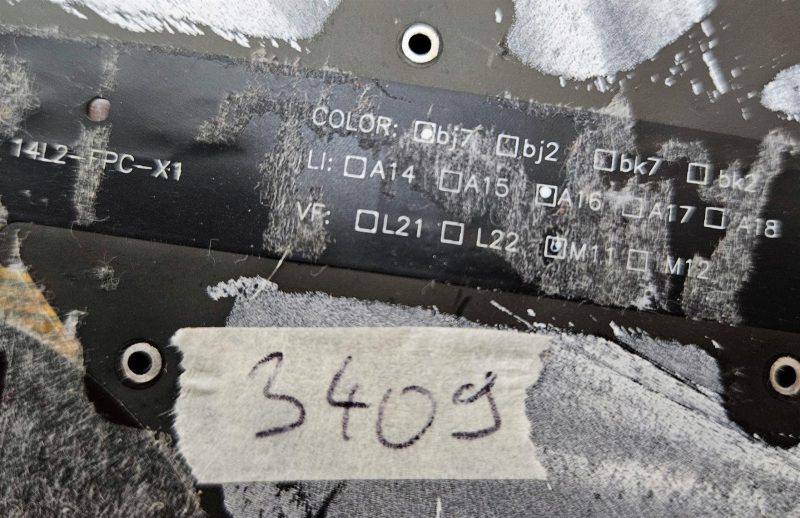 COLOR: bj7 bj2 bk7 bk2
14L2-FPC-X1
LI: A14 A15 A16 A17 A18
VF: L21 L22 M11 M12
3409